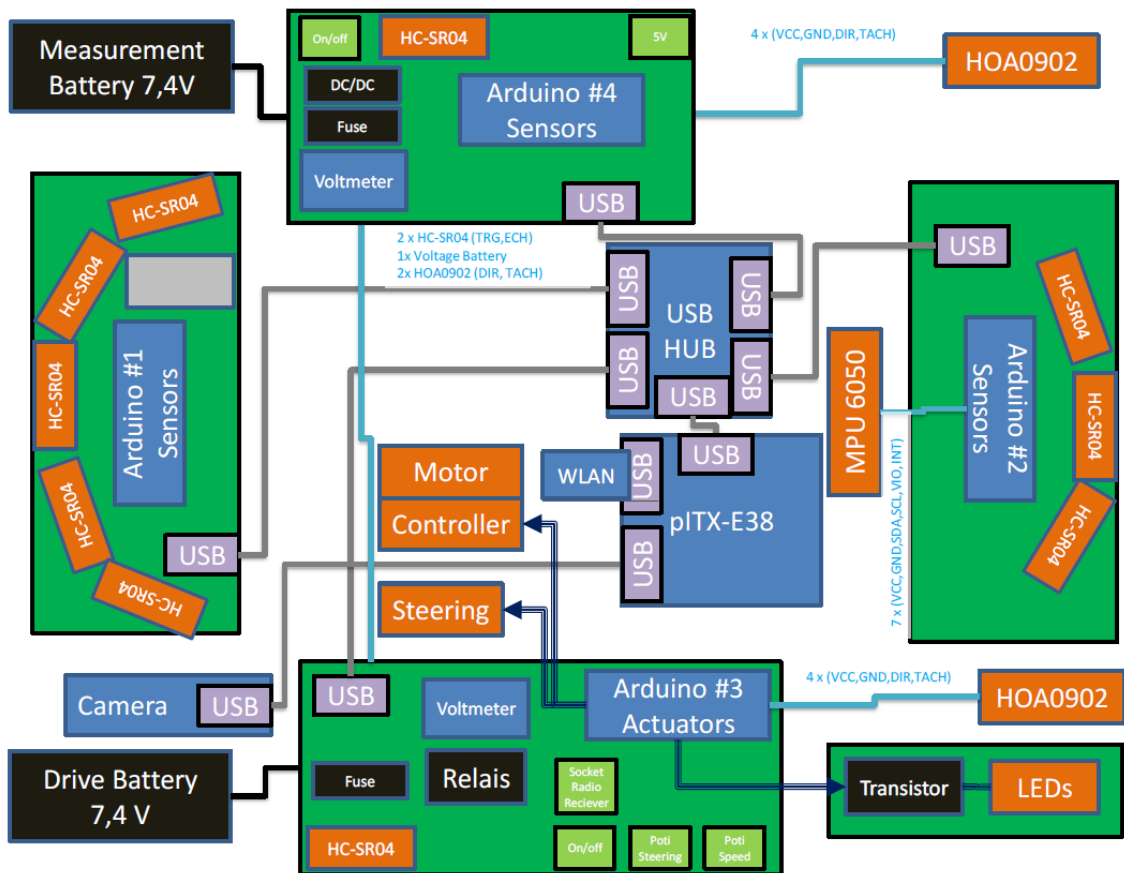 Measurement
Battery 7,4V
On/off
HC-SR04
5V
DC/DC
Fuse
Voltmeter
Arduino #4
Sensors
USB
4 x (VCC,GND,DIR,TACH)
HOA0902
HC-SR04
HC-SR04
HC-SR04
HC-SR04
HC-SR04
Arduino #1
Sensors
USB
2 x HC-SR04 (TRG,ECH)
1x Voltage Battery
2x HOA0902 (DIR, TACH)
USB
USB
USB
HUB
USB
USB
USB
USB
HC-SR04
HC-SR04
HC-SR04
Arduino #2
Sensors
MPU 6050
7 x (VCC,GND,SDA,SCL,VIO,INT)
Motor
Controller
Steering
WLAN
USB
USB
USB
pITX-E38
Camera
USB
Drive Battery
7,4 V
USB
Voltmeter
Arduino #3
Actuators
Fuse
Relais
Socket
Radio
Reciever
HC-SR04
On/off
Poti
Steering
Poti
Speed
4 x (VCC,GND,DIR,TACH)
HOA0902
Transistor
LEDs